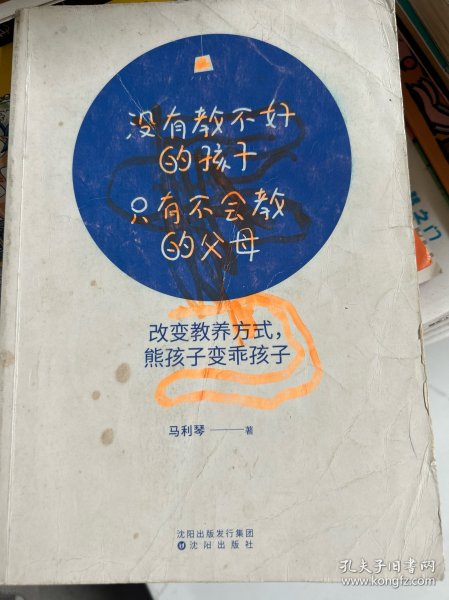 没有教不好
的孩子
只有不会教
的父母
改变教养方式，
熊孩子变乖孩子
马利琴——著
沈阳出版发行集团
沈阳出版社
之门
孔夫子旧书网
www.kongfz.com